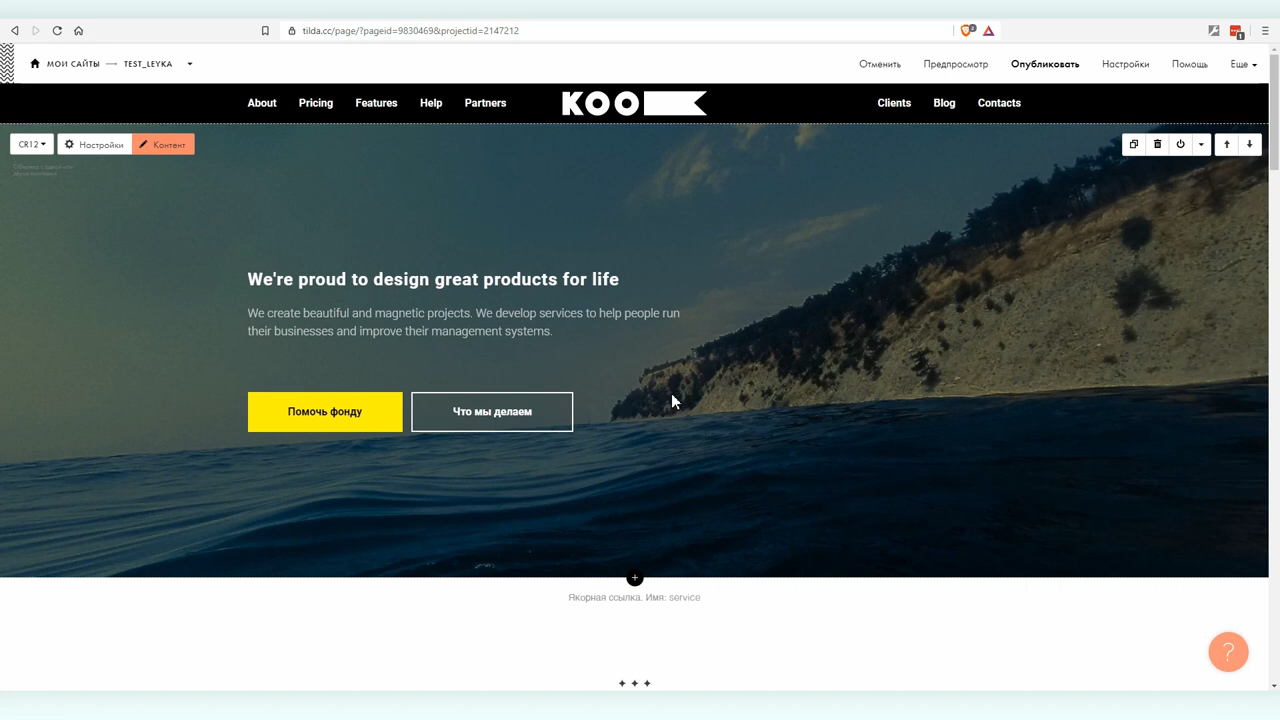 tilda.cc/page/?pageid=9830469&projectid=2147212
МОИ САЙТЫ — TEST_LEYKA
Отменить Предпросмотр Опубликовать Настройки Помощь Еще
About Pricing Features Help Partners KOO Clients Blog Contacts
CR12 Настройки Контент
We're proud to design great products for life
We create beautiful and magnetic projects. We develop services to help people run
their businesses and improve their management systems.
Помочь фонду Что мы делаем
Якорная ссылка. Имя: service
?